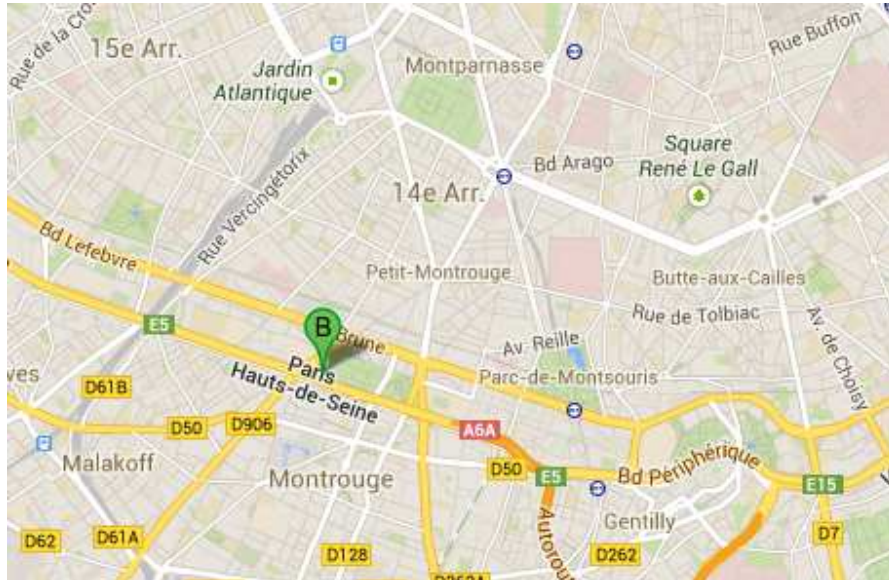 15e Arr.
Rue de la Cro
Jardin
Atlantique
Montparnasse
Rue Buffon
Bd Arago
Square
René Le Gall
14e Arr.
Rue Vercingétorix
Bd Lefebvre
Petit-Montrouge
Butte-aux-Cailles
Rue de Tolbiac
E5
B
Brune
Av. Reille
Av. de Choisy
Paris
Hauts-de-Seine
Parc-de-Montsouris
ves
D61B
D50
D906
A6A
Malakoff
Montrouge
D50
E5
Bd Périphérique
E15
Gentilly
Autorou
D62
D61A
D128
D262
D7